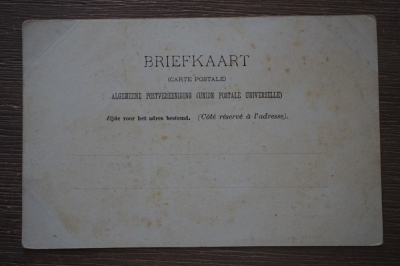 BRIEFKAART
(CARTE POSTALE)
ALGEMEENE POSTVEREENIGING (UNION POSTALE UNIVERSELLE)
Zijde voor het adres bestemd. (Côté réservé à l'adresse).